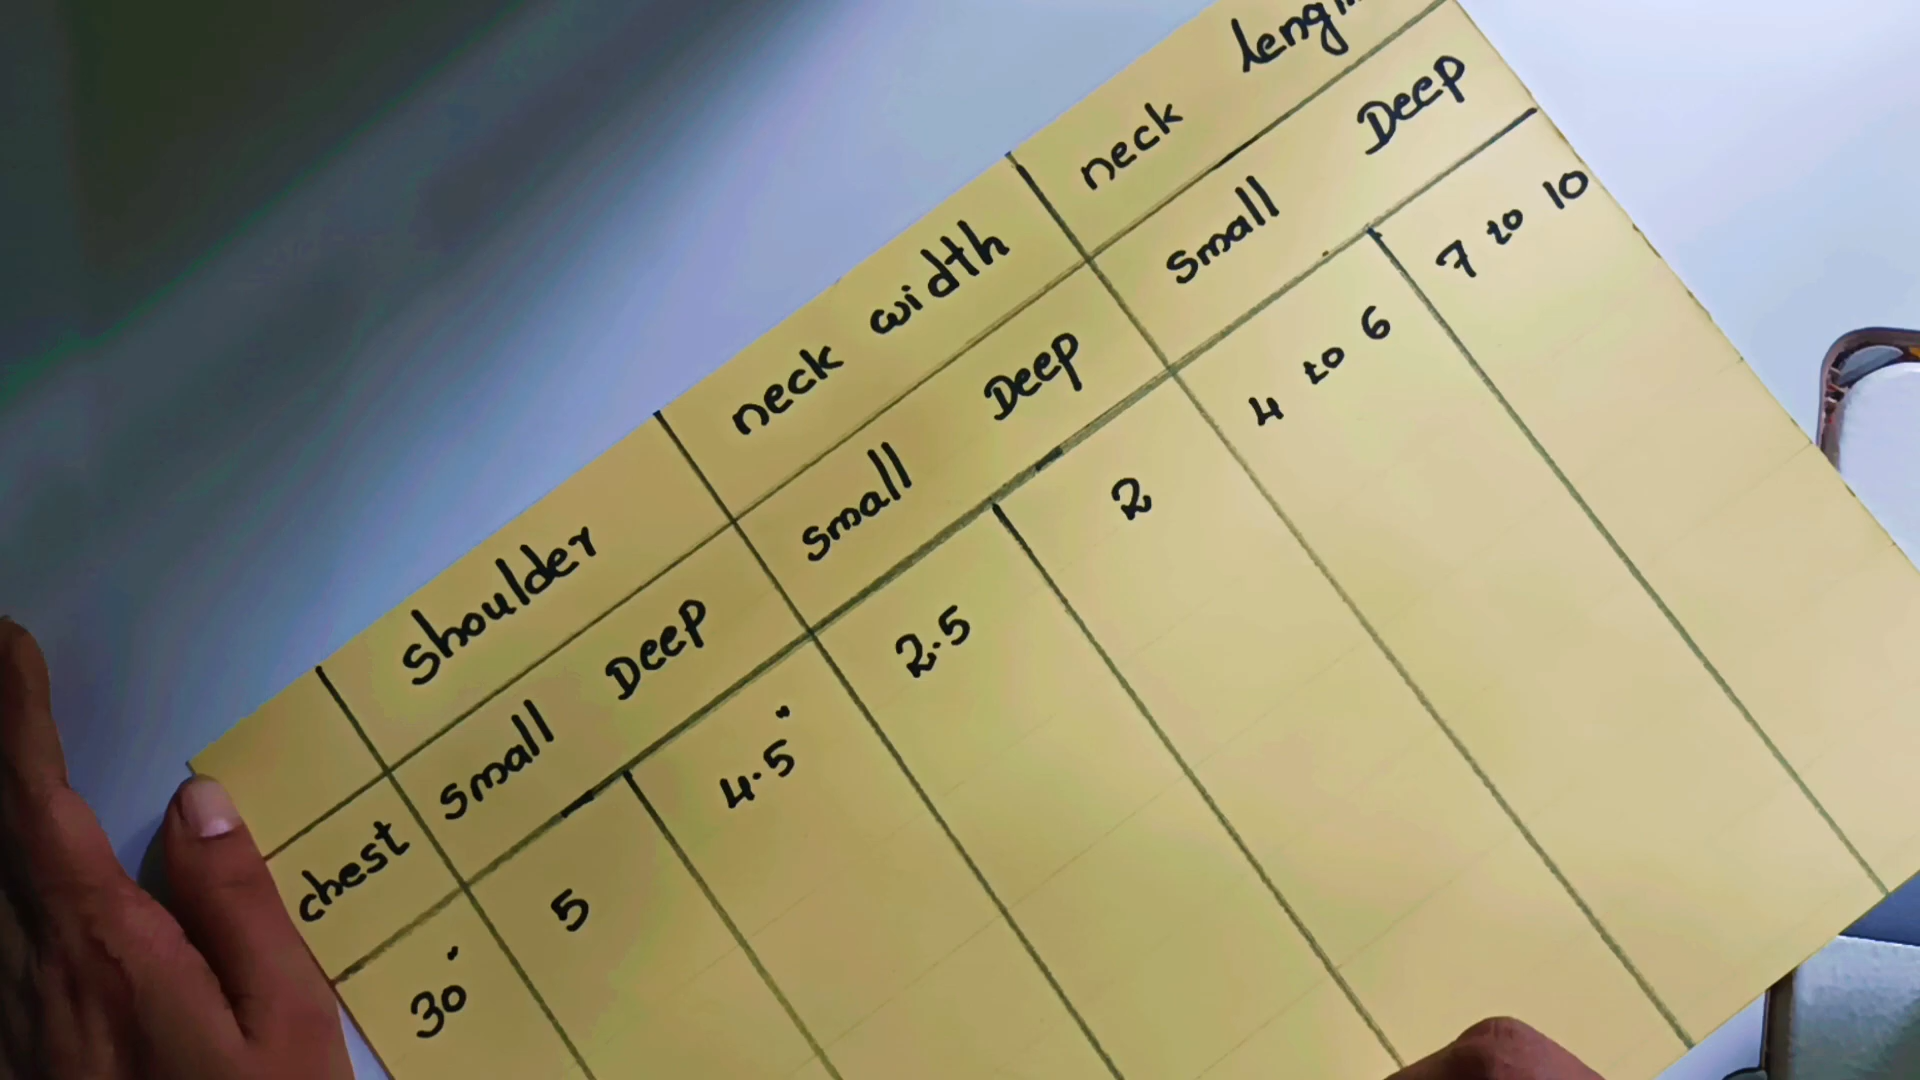 shoulder neck width neck length
chest small Deep small Deep small Deep
30" 5 4.5" 2.5 2 4 to 6 7 to 10